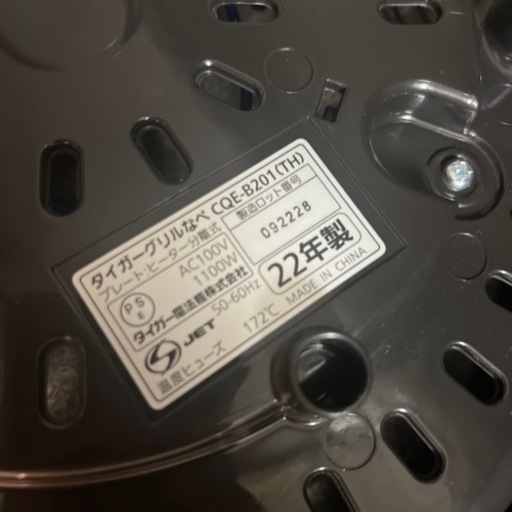 タイガーグリルなべ CQE-B201(TH)
プレート・ヒーター分離式
製造ロット番号
AC100V
092228
1100W
PS
E
タイガー魔法瓶株式会社
50-60Hz
22年製
JET
172℃ MADE IN CHINA
温度ヒューズ